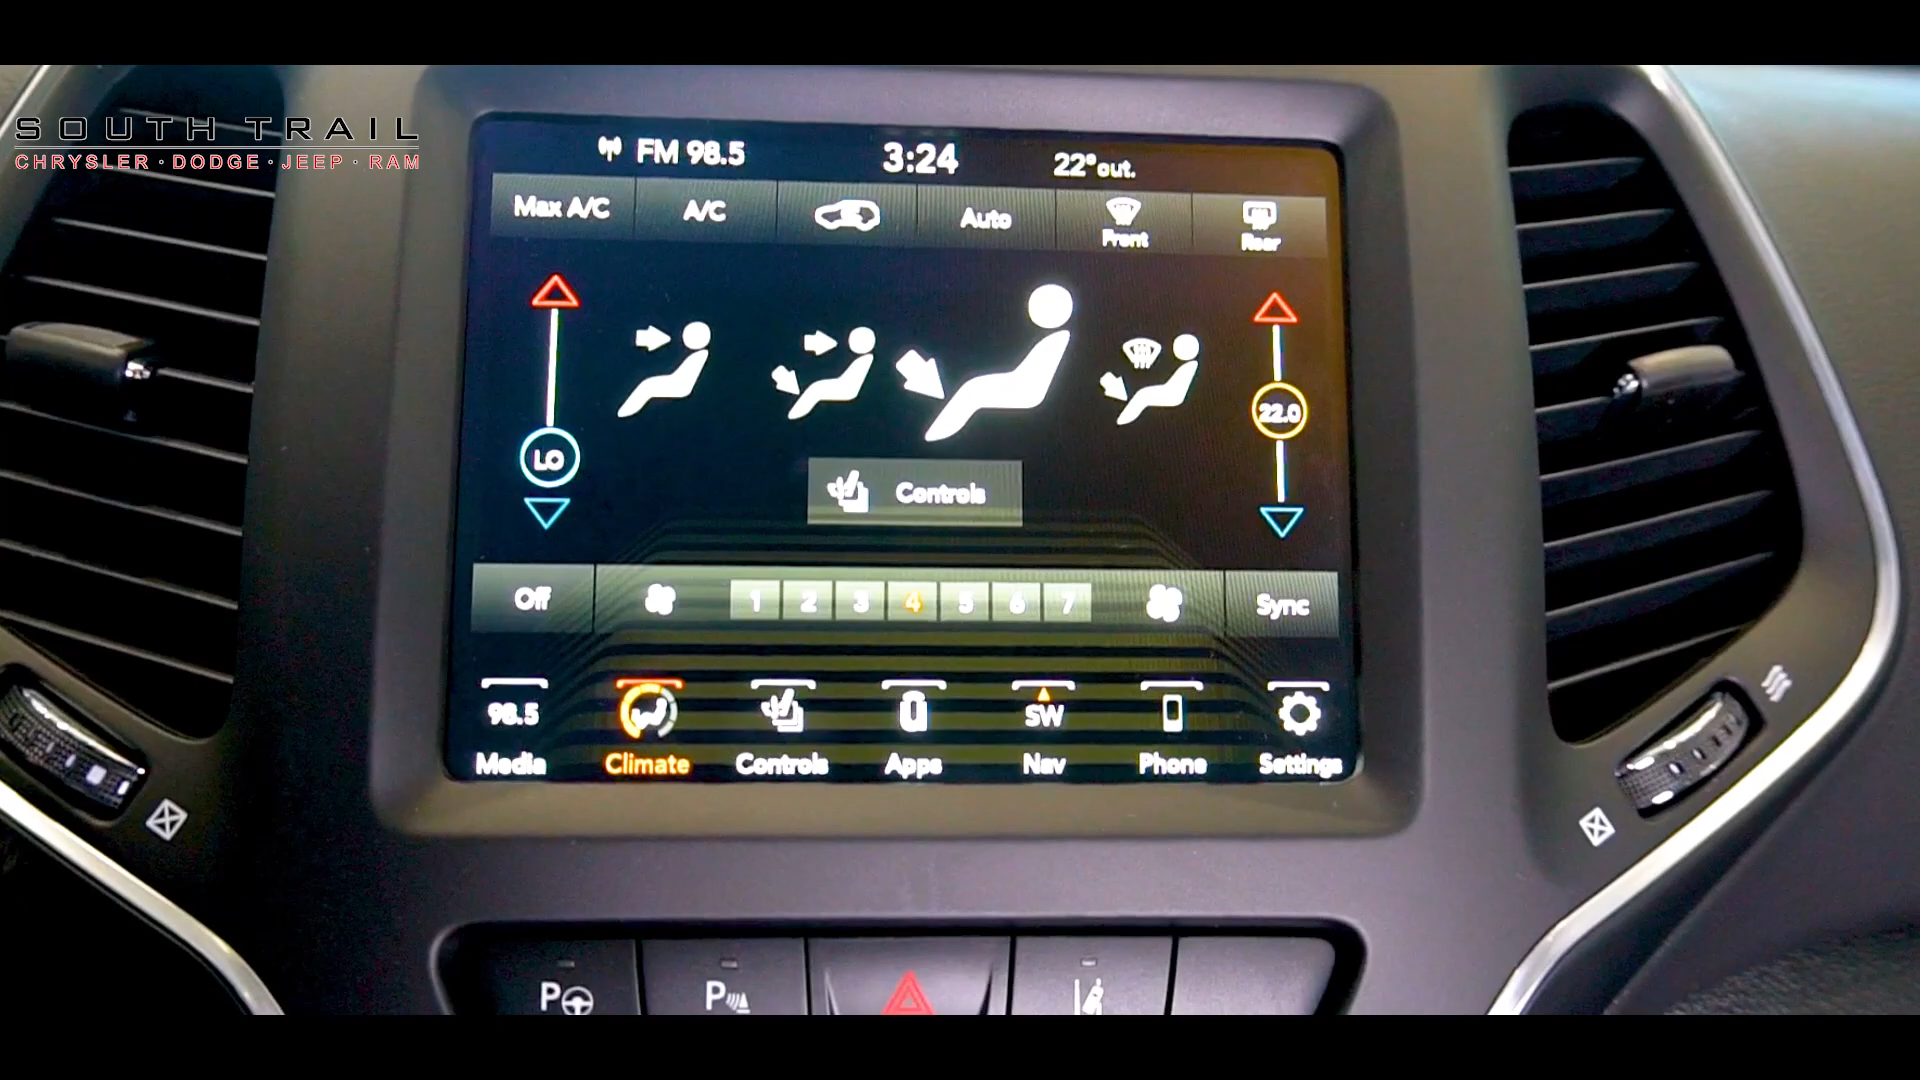 SOUTH TRAIL
CHRYSLER · DODGE · JEEP · RAM
FM 98.5 3:24 22° out.
Max A/C A/C Auto Front Rear
LO 22.0
Controls
Off 1 2 3 4 5 6 7 Sync
98.5 SW
Media Climate Controls Apps Nav Phone Settings
P P